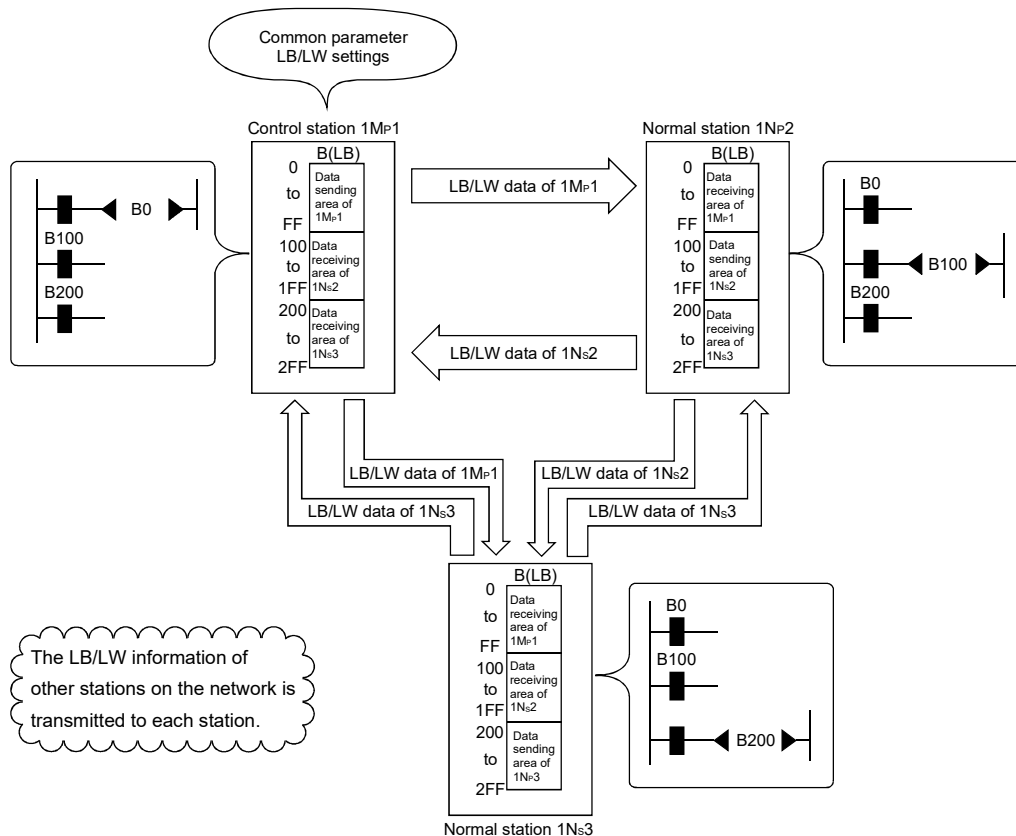 Common parameter
LB/LW settings
Control station 1MP1
Normal station 1NP2
B(LB)
0
to
FF
Data
sending
area of
1MP1
100
to
1FF
Data
receiving
area of
1NS2
200
to
2FF
Data
receiving
area of
1NS3
B0
B100
B200
LB/LW data of 1MP1
LB/LW data of 1NS2
B(LB)
0
to
FF
Data
receiving
area of
1MP1
100
to
1FF
Data
sending
area of
1NS2
200
to
2FF
Data
receiving
area of
1NS3
B0
B100
B200
LB/LW data of 1MP1
LB/LW data of 1NS2
LB/LW data of 1NS3
LB/LW data of 1NS3
B(LB)
0
to
FF
Data
receiving
area of
1MP1
100
to
1FF
Data
receiving
area of
1NS2
200
to
2FF
Data
sending
area of
1NP3
B0
B100
B200
Normal station 1NS3
The LB/LW information of
other stations on the network is
transmitted to each station.